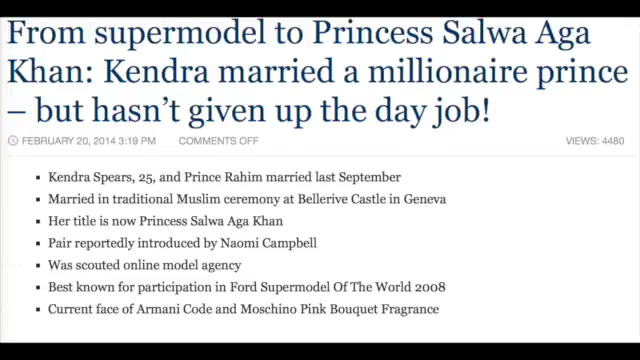 From supermodel to Princess Salwa Aga
Khan: Kendra married a millionaire prince
– but hasn't given up the day job!
FEBRUARY 20, 2014 3:19 PM COMMENTS OFF VIEWS: 4480
▪ Kendra Spears, 25, and Prince Rahim married last September
▪ Married in traditional Muslim ceremony at Bellerive Castle in Geneva
▪ Her title is now Princess Salwa Aga Khan
▪ Pair reportedly introduced by Naomi Campbell
▪ Was scouted online model agency
▪ Best known for participation in Ford Supermodel Of The World 2008
▪ Current face of Armani Code and Moschino Pink Bouquet Fragrance